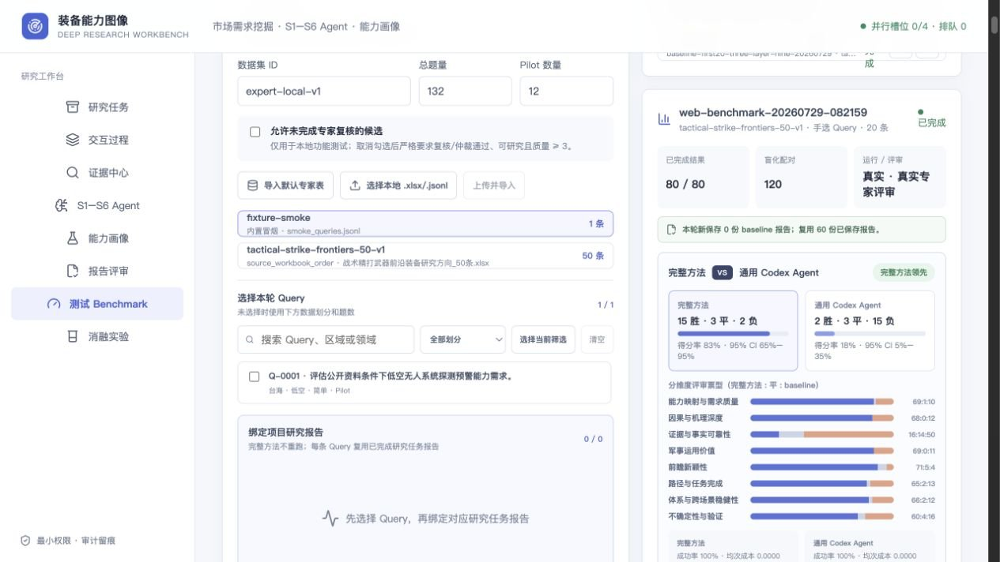 装备能力图像
DEEP RESEARCH WORKBENCH
市场需求挖掘 · S1—S6 Agent · 能力画像
并行槽位 0/4 · 排队 0
研究工作台
研究任务
交互过程
证据中心
S1—S6 Agent
能力画像
报告评审
测试 Benchmark
消融实验
最小权限 · 审计留痕
数据集 ID
总题量
Pilot 数量
expert-local-v1
132
12
允许未完成专家复核的候选
仅用于本地功能测试；取消勾选后严格要求复核/仲裁通过、可研究且质量 ≥ 3。
导入默认专家表
选择本地 .xlsx/.jsonl
上传并导入
fixture-smoke
内置冒烟 · smoke_queries.jsonl
1 条
tactical-strike-frontiers-50-v1
source_workbook_order · 战术精打武器前沿装备研究方向_50条.xlsx
50 条
选择本轮 Query
未选择时使用下方数据划分和题数
1 / 1
搜索 Query、区域或领域
全部划分
选择当前筛选
清空
Q-0001 · 评估公开资料条件下低空无人系统探测预警能力需求。
台海 · 低空 · 简单 · Pilot
绑定项目研究报告
完整方法不重跑；每条 Query 复用已完成研究任务报告
0 / 0
先选择 Query，再绑定对应研究任务报告
baseline-first20-three-layer-nine-20260729 · ta...
完
成
web-benchmark-20260729-082159
tactical-strike-frontiers-50-v1 · 手选 Query · 20 条
已完成
已完成结果
80 / 80
盲化配对
120
运行 / 评审
真实 · 真实专
家评审
本轮新保存 0 份 baseline 报告；复用 60 份已保存报告。
完整方法 VS 通用 Codex Agent
完整方法领先
完整方法
15 胜 · 3 平 · 2 负
得分率 83% · 95% CI 65%—
95%
通用 Codex Agent
2 胜 · 3 平 · 15 负
得分率 18% · 95% CI 5%—
35%
分维度评审票型（完整方法 : 平 : baseline）
能力映射与需求质量 69:1:10
因果与机理深度 68:0:12
证据与事实可靠性 16:14:50
军事运用价值 69:0:11
前瞻新颖性 71:5:4
路径与任务完成 65:2:13
体系与跨场景稳健性 66:2:12
不确定性与验证 60:4:16
完整方法
成功率 100% · 均次成本 0.0000
通用 Codex Agent
成功率 100% · 均次成本 0.0000